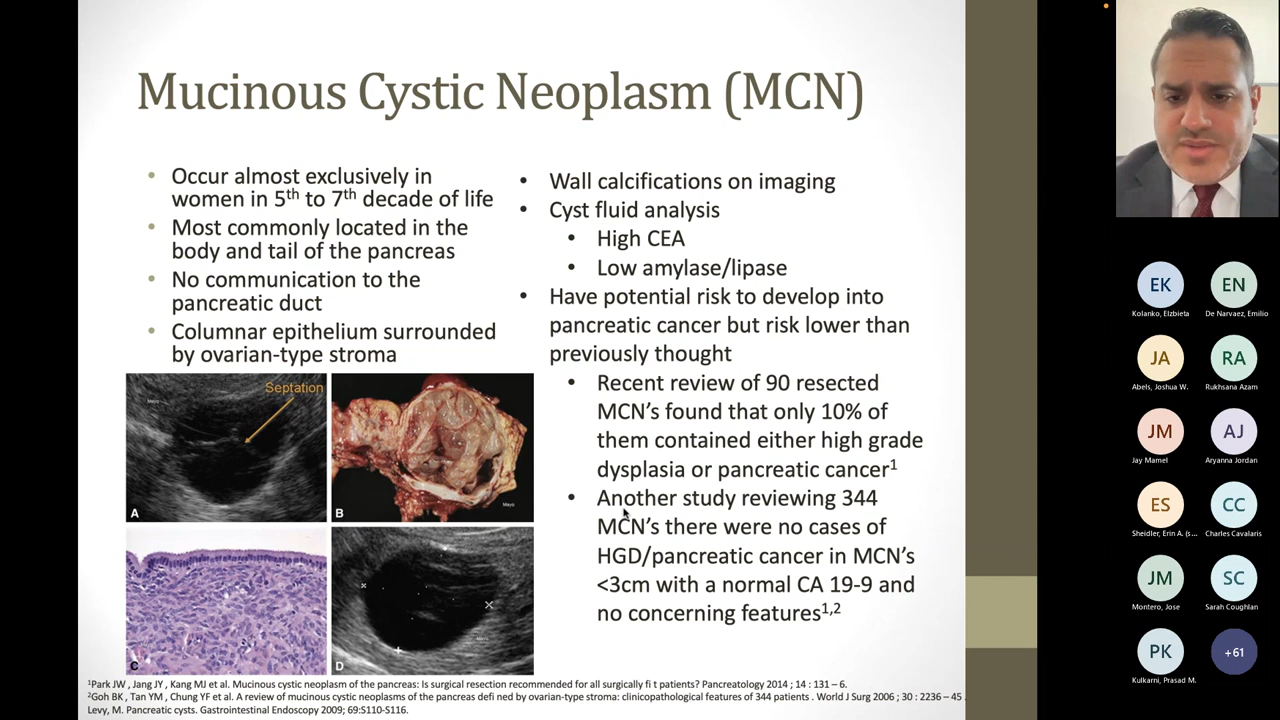 Mucinous Cystic Neoplasm (MCN)
• Occur almost exclusively in
women in 5th to 7th decade of life
• Most commonly located in the
body and tail of the pancreas
• No communication to the
pancreatic duct
• Columnar epithelium surrounded
by ovarian-type stroma
Septation
Mayo
A
B
Mayo
C
D
• Wall calcifications on imaging
• Cyst fluid analysis
• High CEA
• Low amylase/lipase
• Have potential risk to develop into
pancreatic cancer but risk lower than
previously thought
• Recent review of 90 resected
MCN’s found that only 10% of
them contained either high grade
dysplasia or pancreatic cancer1
• Another study reviewing 344
MCN’s there were no cases of
HGD/pancreatic cancer in MCN’s
<3cm with a normal CA 19-9 and
no concerning features1,2
1Park JW , Jang JY , Kang MJ et al. Mucinous cystic neoplasm of the pancreas: Is surgical resection recommended for all surgically fi t patients? Pancreatology 2014 ; 14 : 131 – 6.
2Goh BK , Tan YM , Chung YF et al. A review of mucinous cystic neoplasms of the pancreas defi ned by ovarian-type stroma: clinicopathological features of 344 patients . World J Surg 2006 ; 30 : 2236 – 45 .
Levy, M. Pancreatic cysts. Gastrointestinal Endoscopy 2009; 69:S110-S116.
EK
EN
Kolanko, Elzbieta
De Narvaez, Emilio
JA
RA
Abels, Joshua W.
Rukhsana Azam
JM
AJ
Jay Mamel
Aryanna Jordan
ES
CC
Sheidler, Erin A. (s...
Charles Cavalaris
JM
SC
Montero, Jose
Sarah Coughlan
PK
+61
Kulkarni, Prasad M.